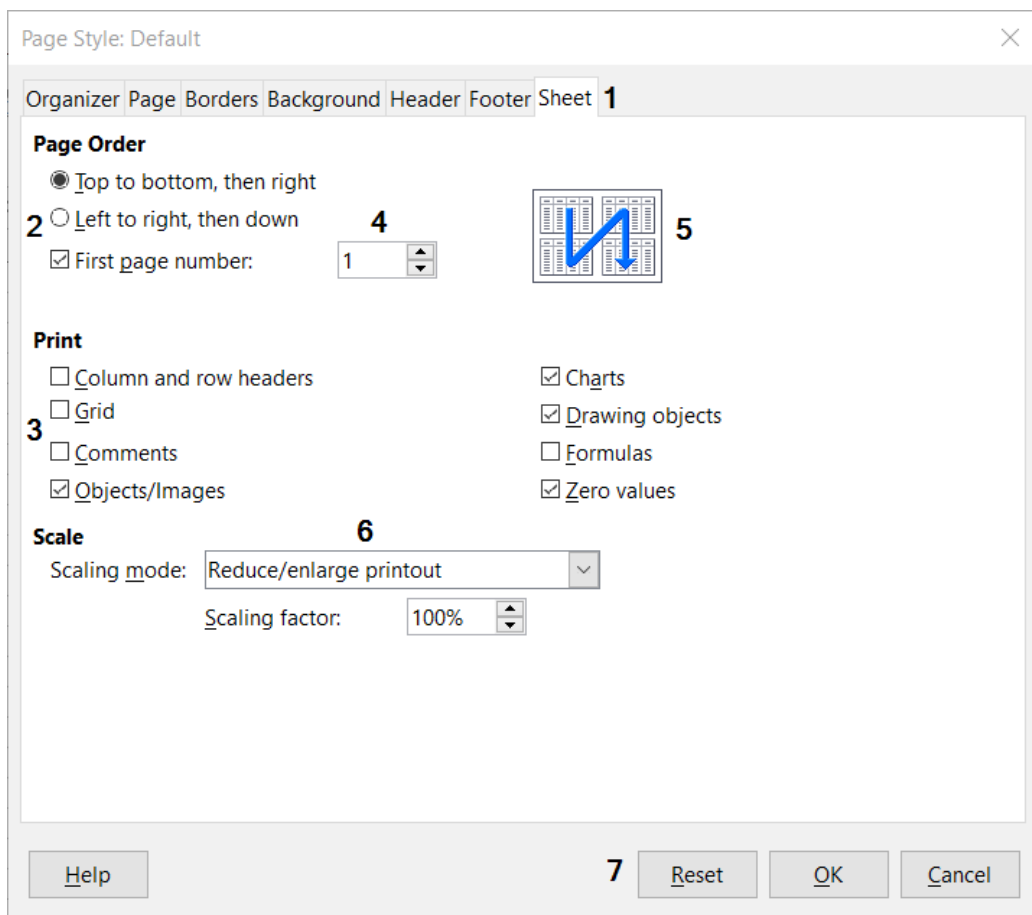 Page Style: Default
Organizer Page Borders Background Header Footer Sheet 1
Page Order
Top to bottom, then right
2 Left to right, then down 4 5
First page number: 1
Print
Column and row headers Charts
Grid Drawing objects
3
Comments Formulas
Objects/Images Zero values
Scale 6
Scaling mode: Reduce/enlarge printout
Scaling factor: 100%
Help 7 Reset OK Cancel